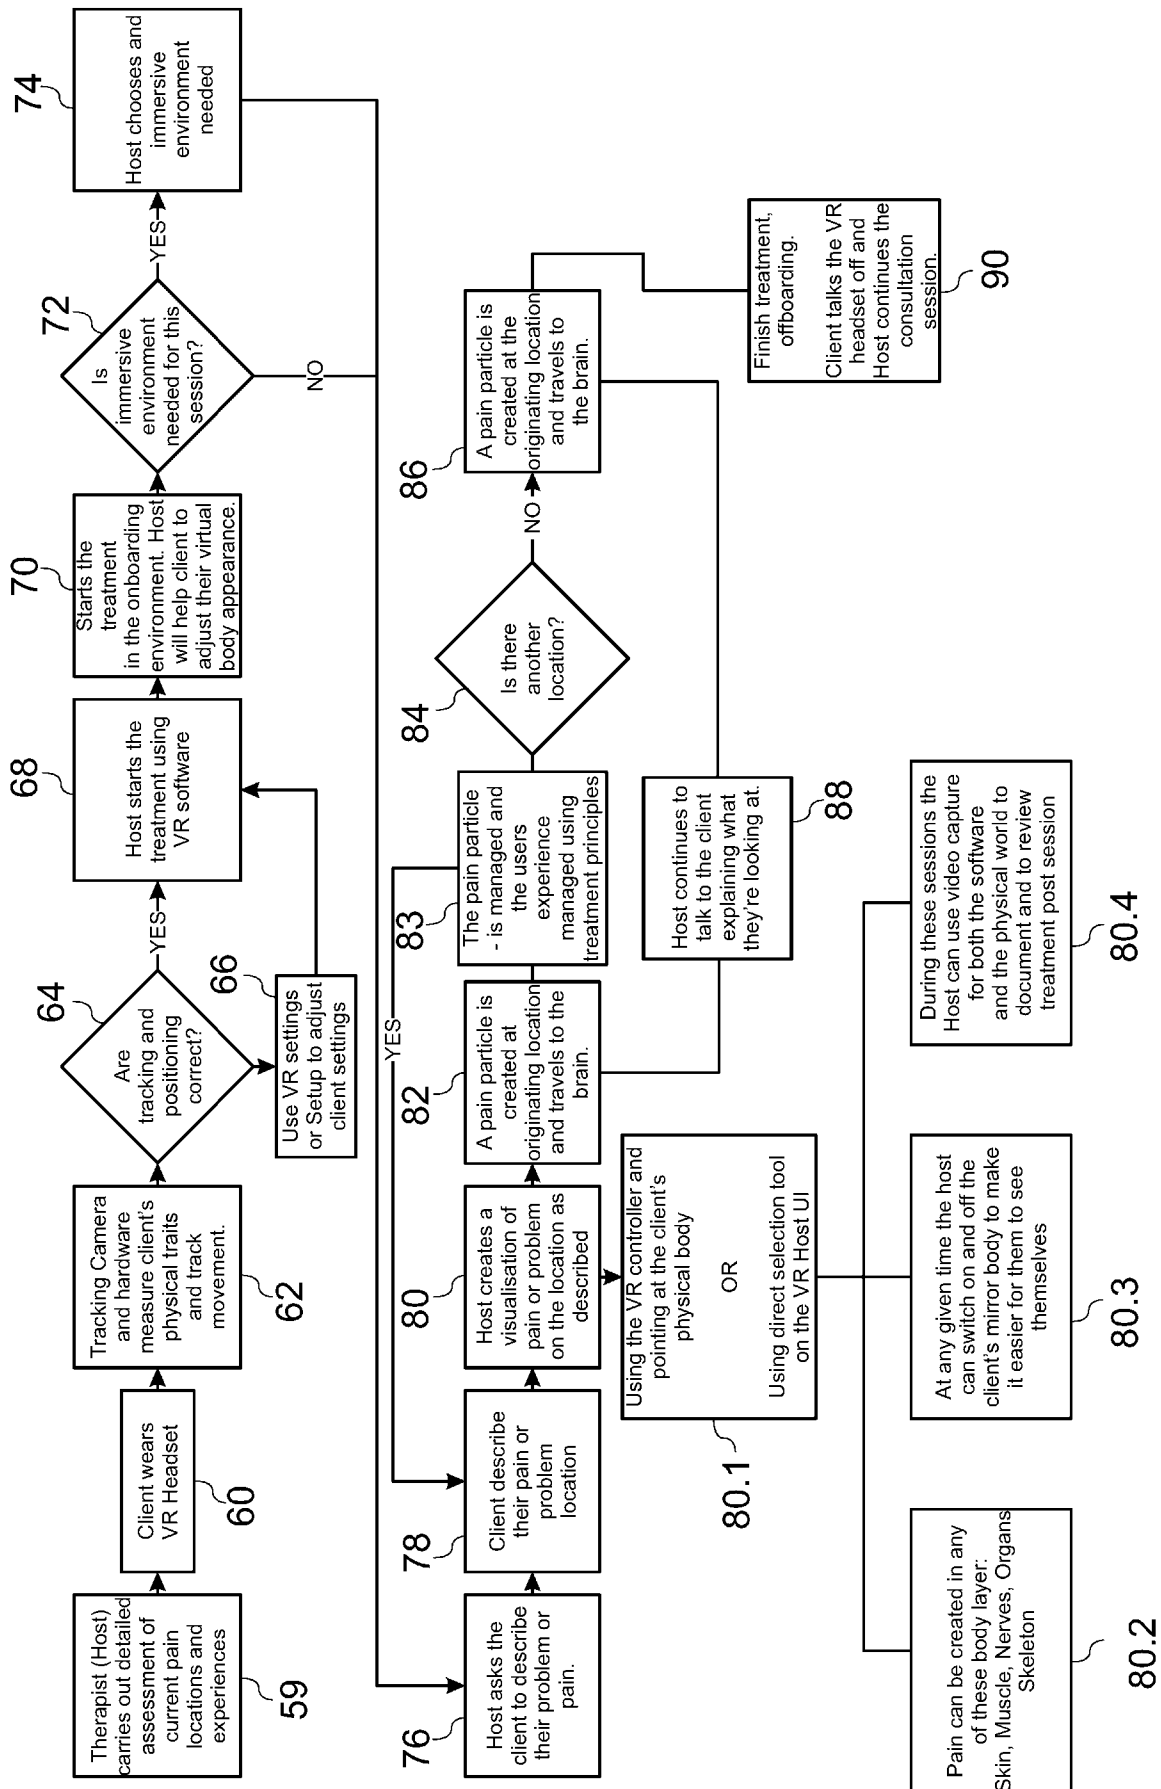 59
Therapist (Host)
carries out detailed
assessment of
current pain
locations and
experiences
60
Client wears
VR Headset
62
Tracking Camera
and hardware
measure client's
physical traits
and track
movement.
64
Are
tracking and
positioning
correct?
YES
66
Use VR settings
or Setup to adjust
client settings
68
Host starts the
treatment using
VR software
70
Starts the
treatment
in the onboarding
environment. Host
will help client to
adjust their virtual
body appearance.
72
Is
immersive
environment
needed for this
session?
YES
NO
74
Host chooses and
immersive
environment
needed
76
Host asks the
client to describe
their problem or
pain.
78
Client describe
their pain or
problem
location
80
Host creates a
visualisation of
pain or problem
on the location as
described
82
A pain particle is
created at
originating location
and travels to the
brain.
YES
83
The pain particle
- is managed and
the users
experience
managed using
treatment principles
84
Is there
another
location?
NO
86
A pain particle is
created at the
originating location
and travels to
the brain.
88
Host continues to
talk to the client
explaining what
they're looking at.
90
Finish treatment,
offboarding.
Client talks the VR
headset off and
Host continues the
consultation
session.
80.1
Using the VR controller and
pointing at the client's
physical body
OR
Using direct selection tool
on the VR Host UI
80.2
Pain can be created in any
of these body layer:
Skin, Muscle, Nerves, Organs
Skeleton
80.3
At any given time the host
can switch on and off the
client's mirror body to make
it easier for them to see
themselves
80.4
During these sessions the
Host can use video capture
for both the software
and the physical world to
document and to review
treatment post session